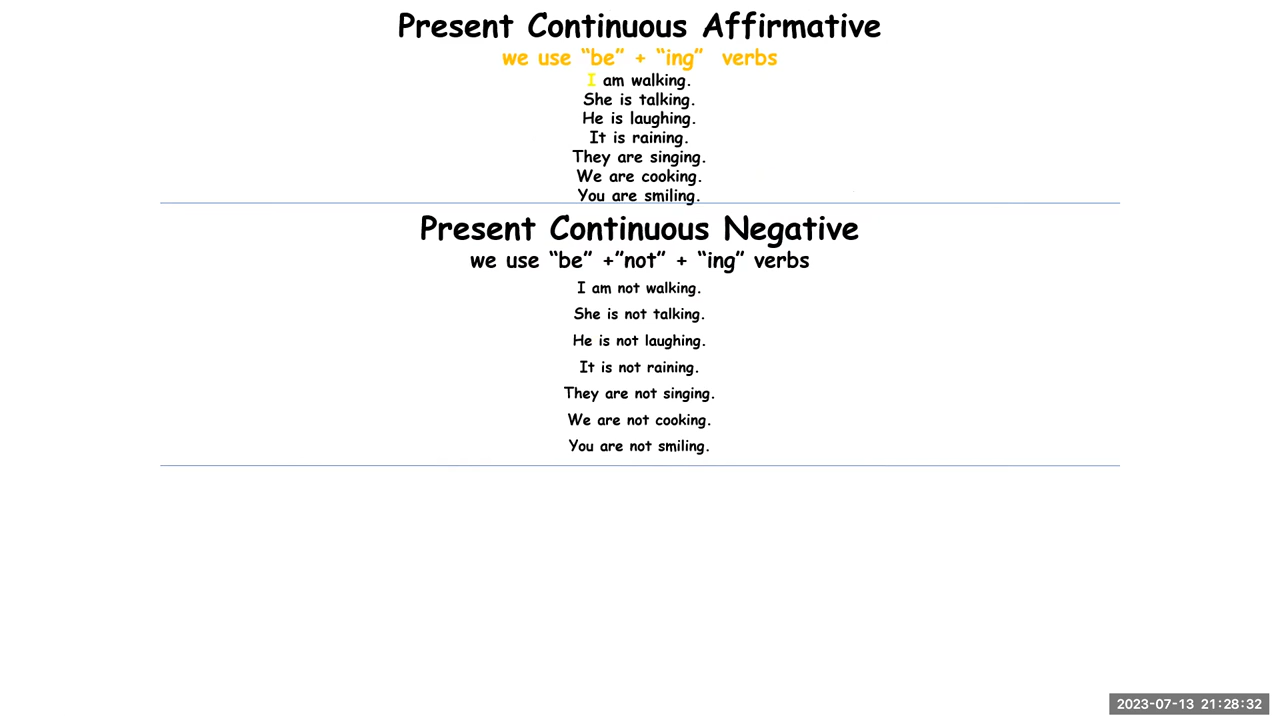 Present Continuous Affirmative
we use “be” + “ing”  verbs
I am walking.
She is talking.
He is laughing.
It is raining.
They are singing.
We are cooking.
You are smiling.
Present Continuous Negative
we use “be” +”not” + “ing” verbs
I am not walking.
She is not talking.
He is not laughing.
It is not raining.
They are not singing.
We are not cooking.
You are not smiling.
2023-07-13 21:28:32